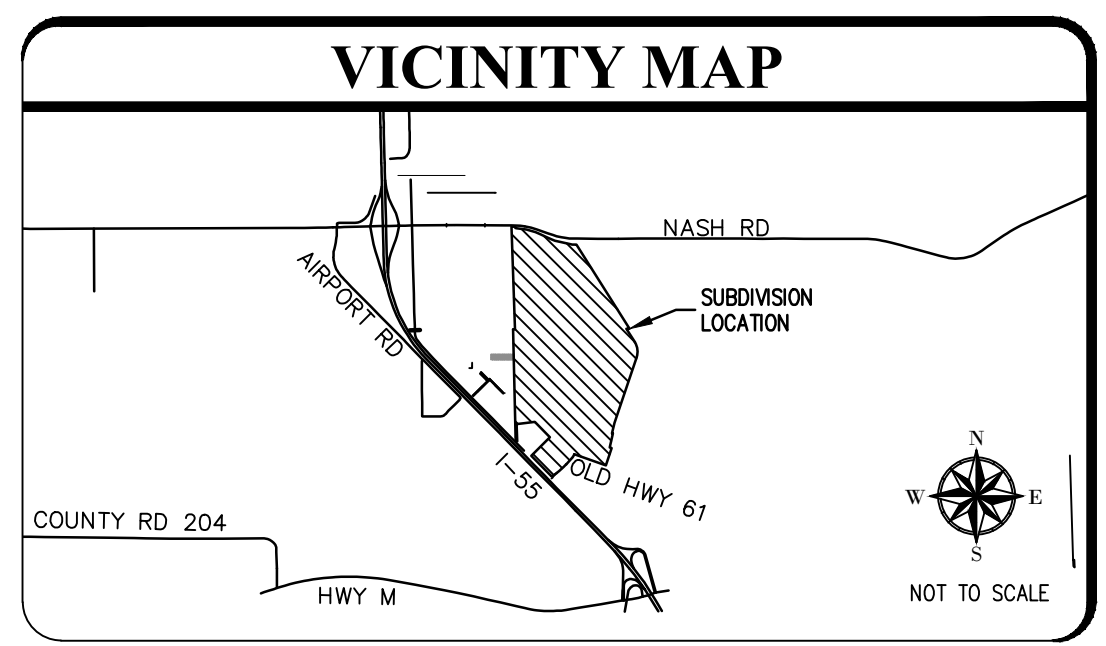 VICINITY MAP
NASH RD
AIRPORT RD
SUBDIVISION
LOCATION
I-55
OLD HWY 61
COUNTY RD 204
HWY M
N
W
E
S
NOT TO SCALE